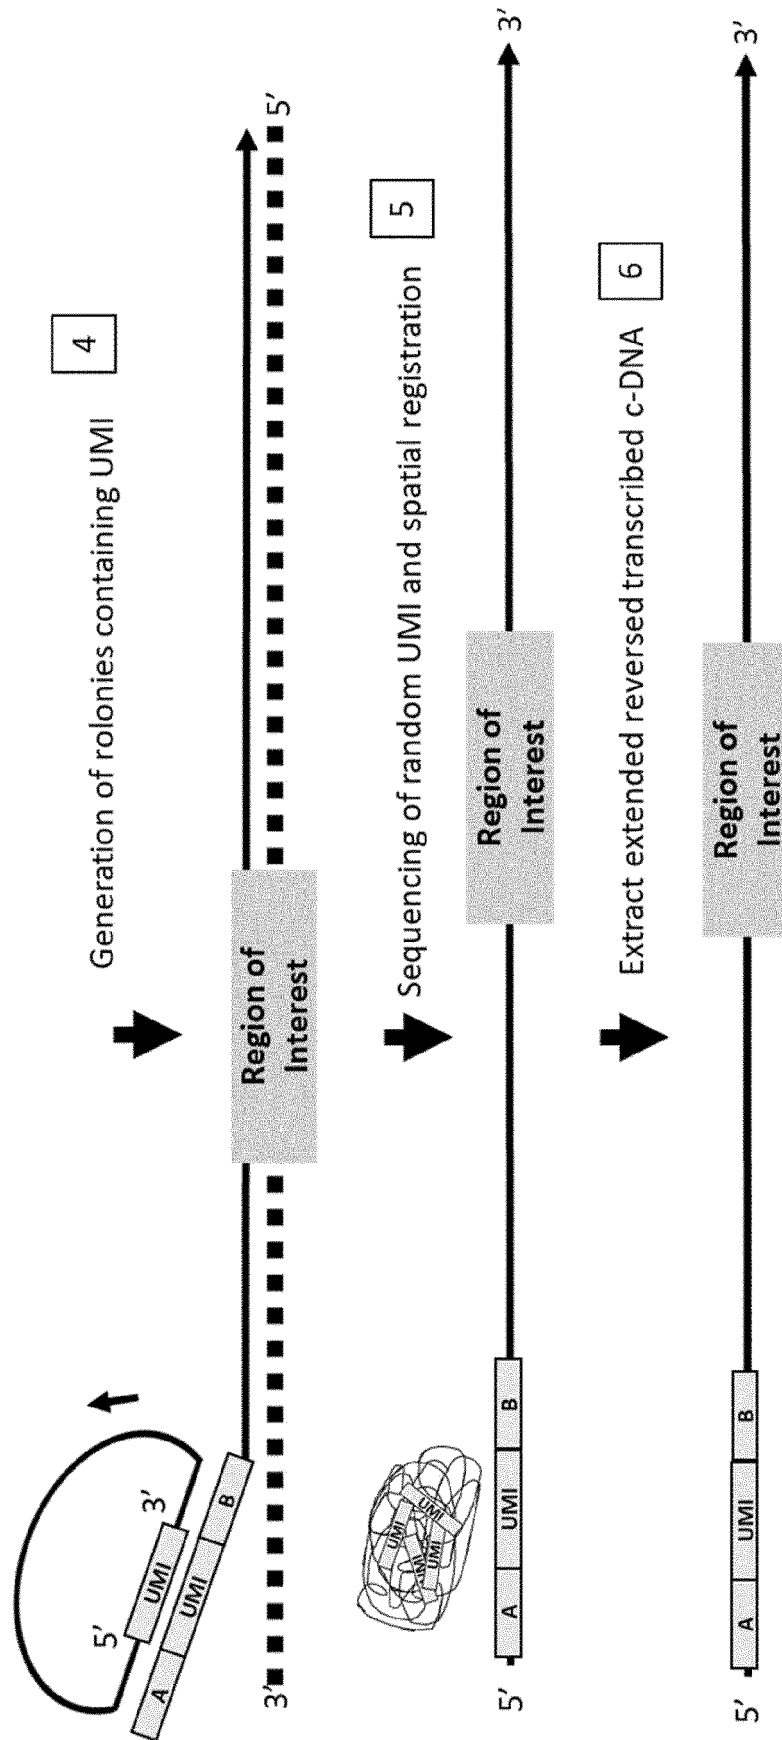 Generation of rolonies containing UMI
4
5'
UMI
3'
A
UMI
B
3'
Region of
Interest
5'
Sequencing of random UMI and spatial registration
5
UMI
UMI
UMI
UMI
5'
A
UMI
B
Region of
Interest
3'
Extract extended reversed transcribed c-DNA
6
5'
A
UMI
B
Region of
Interest
3'